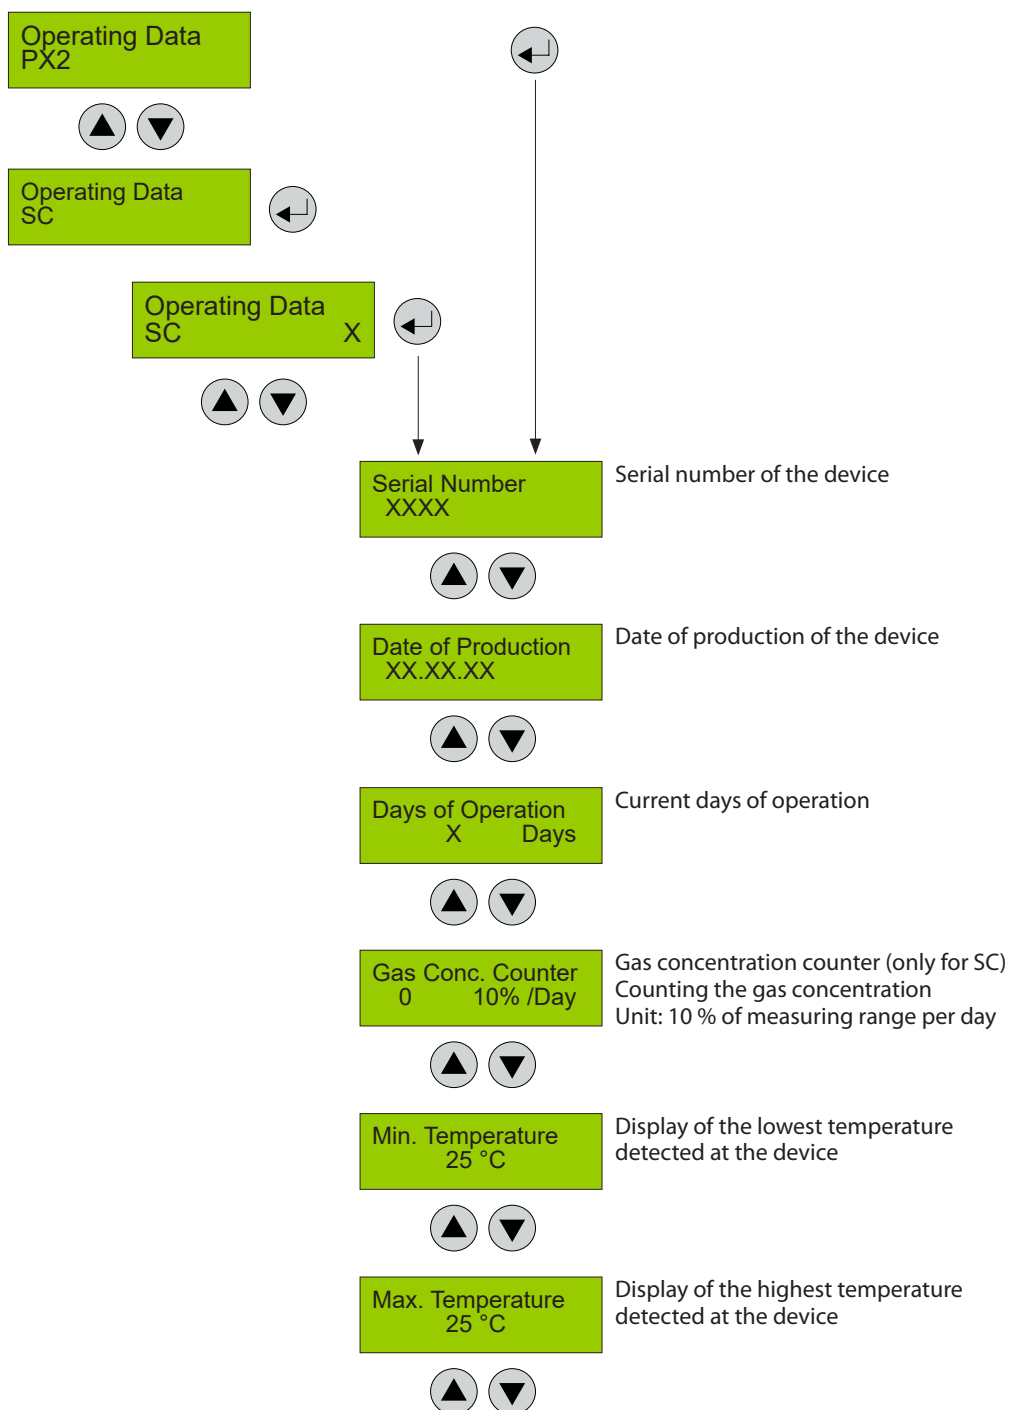 Operating Data
PX2
Operating Data
SC
Operating Data
SC X
Serial Number
XXXX
Serial number of the device
Date of Production
XX.XX.XX
Date of production of the device
Days of Operation
X Days
Current days of operation
Gas Conc. Counter
0 10% /Day
Gas concentration counter (only for SC)
Counting the gas concentration
Unit: 10 % of measuring range per day
Min. Temperature
25 °C
Display of the lowest temperature
detected at the device
Max. Temperature
25 °C
Display of the highest temperature
detected at the device